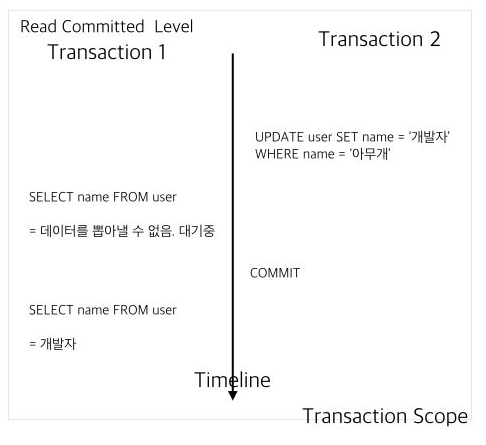 Read Committed  Level
Transaction 1
Transaction 2
UPDATE user SET name = ‘개발자’
WHERE name = ‘아무개’
SELECT name FROM user
= 데이터를 뽑아낼 수 없음. 대기중
COMMIT
SELECT name FROM user
= 개발자
Timeline
Transaction Scope